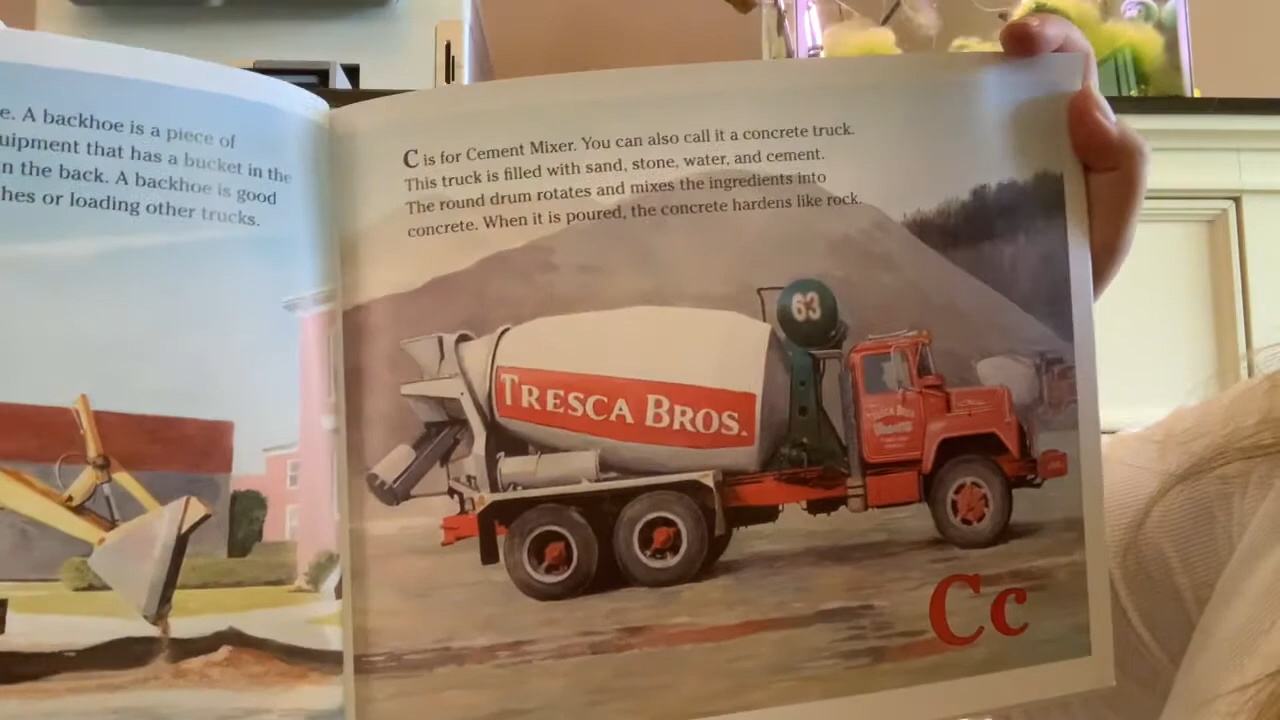 e. A backhoe is a piece of
uipment that has a bucket in the
n the back. A backhoe is good
hes or loading other trucks.
C is for Cement Mixer. You can also call it a concrete truck.
This truck is filled with sand, stone, water, and cement.
The round drum rotates and mixes the ingredients into
concrete. When it is poured, the concrete hardens like rock.
63
TRESCA BROS.
TRESCA BROS
Cc